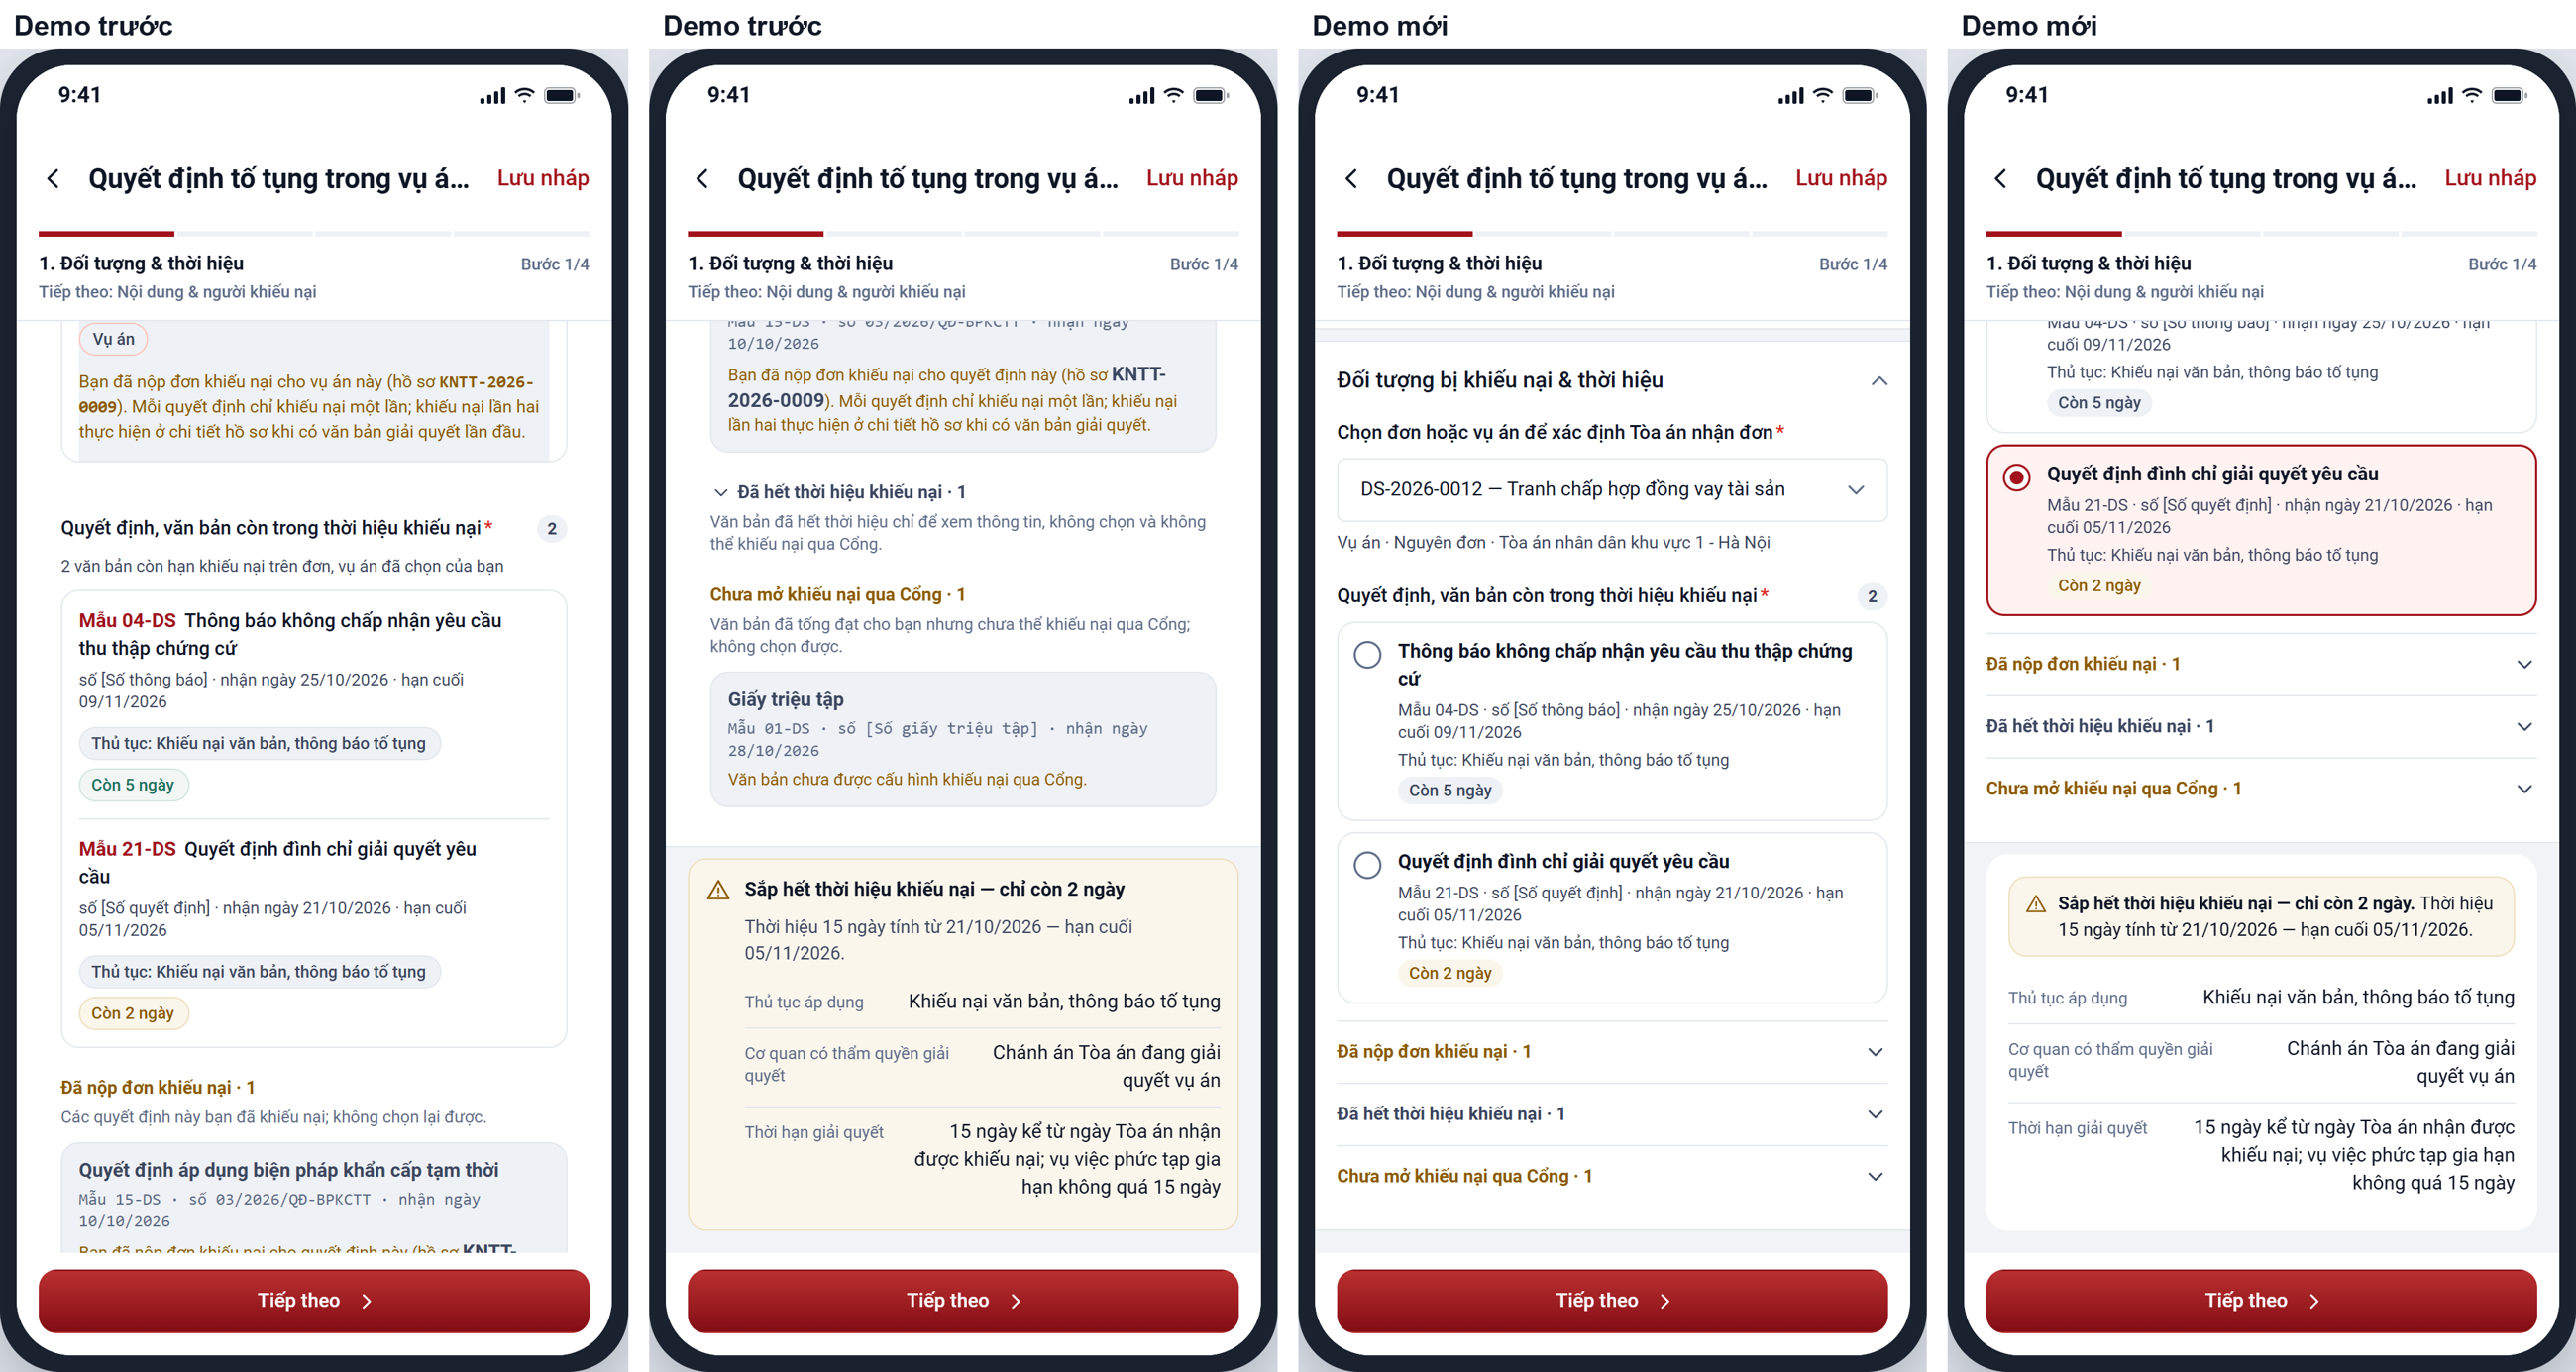 Demo trước
9:41
Quyết định tố tụng trong vụ á...
Lưu nháp
1. Đối tượng & thời hiệu
Bước 1/4
Tiếp theo: Nội dung & người khiếu nại
Vụ án
Bạn đã nộp đơn khiếu nại cho vụ án này (hồ sơ KNTT-2026-
0009). Mỗi quyết định chỉ khiếu nại một lần; khiếu nại lần hai
thực hiện ở chi tiết hồ sơ khi có văn bản giải quyết lần đầu.
Quyết định, văn bản còn trong thời hiệu khiếu nại*
2
2 văn bản còn hạn khiếu nại trên đơn, vụ án đã chọn của bạn
Mẫu 04-DS Thông báo không chấp nhận yêu cầu
thu thập chứng cứ
số [Số thông báo] · nhận ngày 25/10/2026 · hạn cuối
09/11/2026
Thủ tục: Khiếu nại văn bản, thông báo tố tụng
Còn 5 ngày
Mẫu 21-DS Quyết định đình chỉ giải quyết yêu
cầu
số [Số quyết định] · nhận ngày 21/10/2026 · hạn cuối
05/11/2026
Thủ tục: Khiếu nại văn bản, thông báo tố tụng
Còn 2 ngày
Đã nộp đơn khiếu nại · 1
Các quyết định này bạn đã khiếu nại; không chọn lại được.
Quyết định áp dụng biện pháp khẩn cấp tạm thời
Mẫu 15-DS · số 03/2026/QĐ-BPKCTT · nhận ngày
10/10/2026
Bạn đã nộp đơn khiếu nại cho quyết định này (hồ sơ KNTT-
Tiếp theo
Demo trước
9:41
Quyết định tố tụng trong vụ á...
Lưu nháp
1. Đối tượng & thời hiệu
Bước 1/4
Tiếp theo: Nội dung & người khiếu nại
Mẫu 15-DS · số 03/2026/QĐ-BPKCTT · nhận ngày
10/10/2026
Bạn đã nộp đơn khiếu nại cho quyết định này (hồ sơ KNTT-
2026-0009). Mỗi quyết định chỉ khiếu nại một lần; khiếu nại
lần hai thực hiện ở chi tiết hồ sơ khi có văn bản giải quyết.
Đã hết thời hiệu khiếu nại · 1
Văn bản đã hết thời hiệu chỉ để xem thông tin, không chọn và không
thể khiếu nại qua Cổng.
Chưa mở khiếu nại qua Cổng · 1
Văn bản đã tống đạt cho bạn nhưng chưa thể khiếu nại qua Cổng;
không chọn được.
Giấy triệu tập
Mẫu 01-DS · số [Số giấy triệu tập] · nhận ngày
28/10/2026
Văn bản chưa được cấu hình khiếu nại qua Cổng.
Sắp hết thời hiệu khiếu nại — chỉ còn 2 ngày
Thời hiệu 15 ngày tính từ 21/10/2026 — hạn cuối
05/11/2026.
Thủ tục áp dụng
Khiếu nại văn bản, thông báo tố tụng
Cơ quan có thẩm quyền giải
quyết
Chánh án Tòa án đang giải
quyết vụ án
Thời hạn giải quyết
15 ngày kể từ ngày Tòa án nhận
được khiếu nại; vụ việc phức tạp gia
hạn không quá 15 ngày
Tiếp theo
Demo mới
9:41
Quyết định tố tụng trong vụ á...
Lưu nháp
1. Đối tượng & thời hiệu
Bước 1/4
Tiếp theo: Nội dung & người khiếu nại
Đối tượng bị khiếu nại & thời hiệu
Chọn đơn hoặc vụ án để xác định Tòa án nhận đơn*
DS-2026-0012 — Tranh chấp hợp đồng vay tài sản
Vụ án · Nguyên đơn · Tòa án nhân dân khu vực 1 - Hà Nội
Quyết định, văn bản còn trong thời hiệu khiếu nại*
2
Thông báo không chấp nhận yêu cầu thu thập chứng
cứ
Mẫu 04-DS · số [Số thông báo] · nhận ngày 25/10/2026 · hạn
cuối 09/11/2026
Thủ tục: Khiếu nại văn bản, thông báo tố tụng
Còn 5 ngày
Quyết định đình chỉ giải quyết yêu cầu
Mẫu 21-DS · số [Số quyết định] · nhận ngày 21/10/2026 · hạn
cuối 05/11/2026
Thủ tục: Khiếu nại văn bản, thông báo tố tụng
Còn 2 ngày
Đã nộp đơn khiếu nại · 1
Đã hết thời hiệu khiếu nại · 1
Chưa mở khiếu nại qua Cổng · 1
Tiếp theo
Demo mới
9:41
Quyết định tố tụng trong vụ á...
Lưu nháp
1. Đối tượng & thời hiệu
Bước 1/4
Tiếp theo: Nội dung & người khiếu nại
Mẫu 04-DS · số [Số thông báo] · nhận ngày 25/10/2026 · hạn
cuối 09/11/2026
Thủ tục: Khiếu nại văn bản, thông báo tố tụng
Còn 5 ngày
Quyết định đình chỉ giải quyết yêu cầu
Mẫu 21-DS · số [Số quyết định] · nhận ngày 21/10/2026 · hạn
cuối 05/11/2026
Thủ tục: Khiếu nại văn bản, thông báo tố tụng
Còn 2 ngày
Đã nộp đơn khiếu nại · 1
Đã hết thời hiệu khiếu nại · 1
Chưa mở khiếu nại qua Cổng · 1
Sắp hết thời hiệu khiếu nại — chỉ còn 2 ngày. Thời hiệu
15 ngày tính từ 21/10/2026 — hạn cuối 05/11/2026.
Thủ tục áp dụng
Khiếu nại văn bản, thông báo tố tụng
Cơ quan có thẩm quyền giải
quyết
Chánh án Tòa án đang giải
quyết vụ án
Thời hạn giải quyết
15 ngày kể từ ngày Tòa án nhận được
khiếu nại; vụ việc phức tạp gia hạn
không quá 15 ngày
Tiếp theo